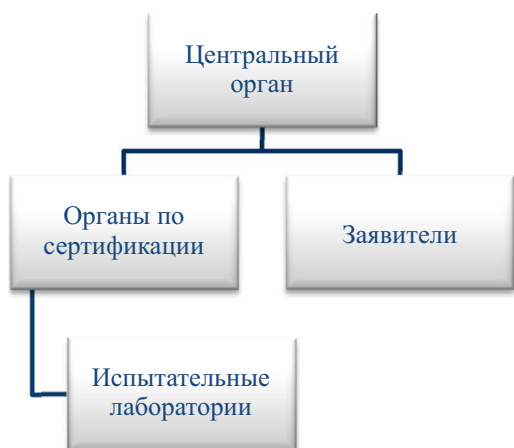 Центральный
орган
Органы по
сертификации
Заявители
Испытательные
лаборатории